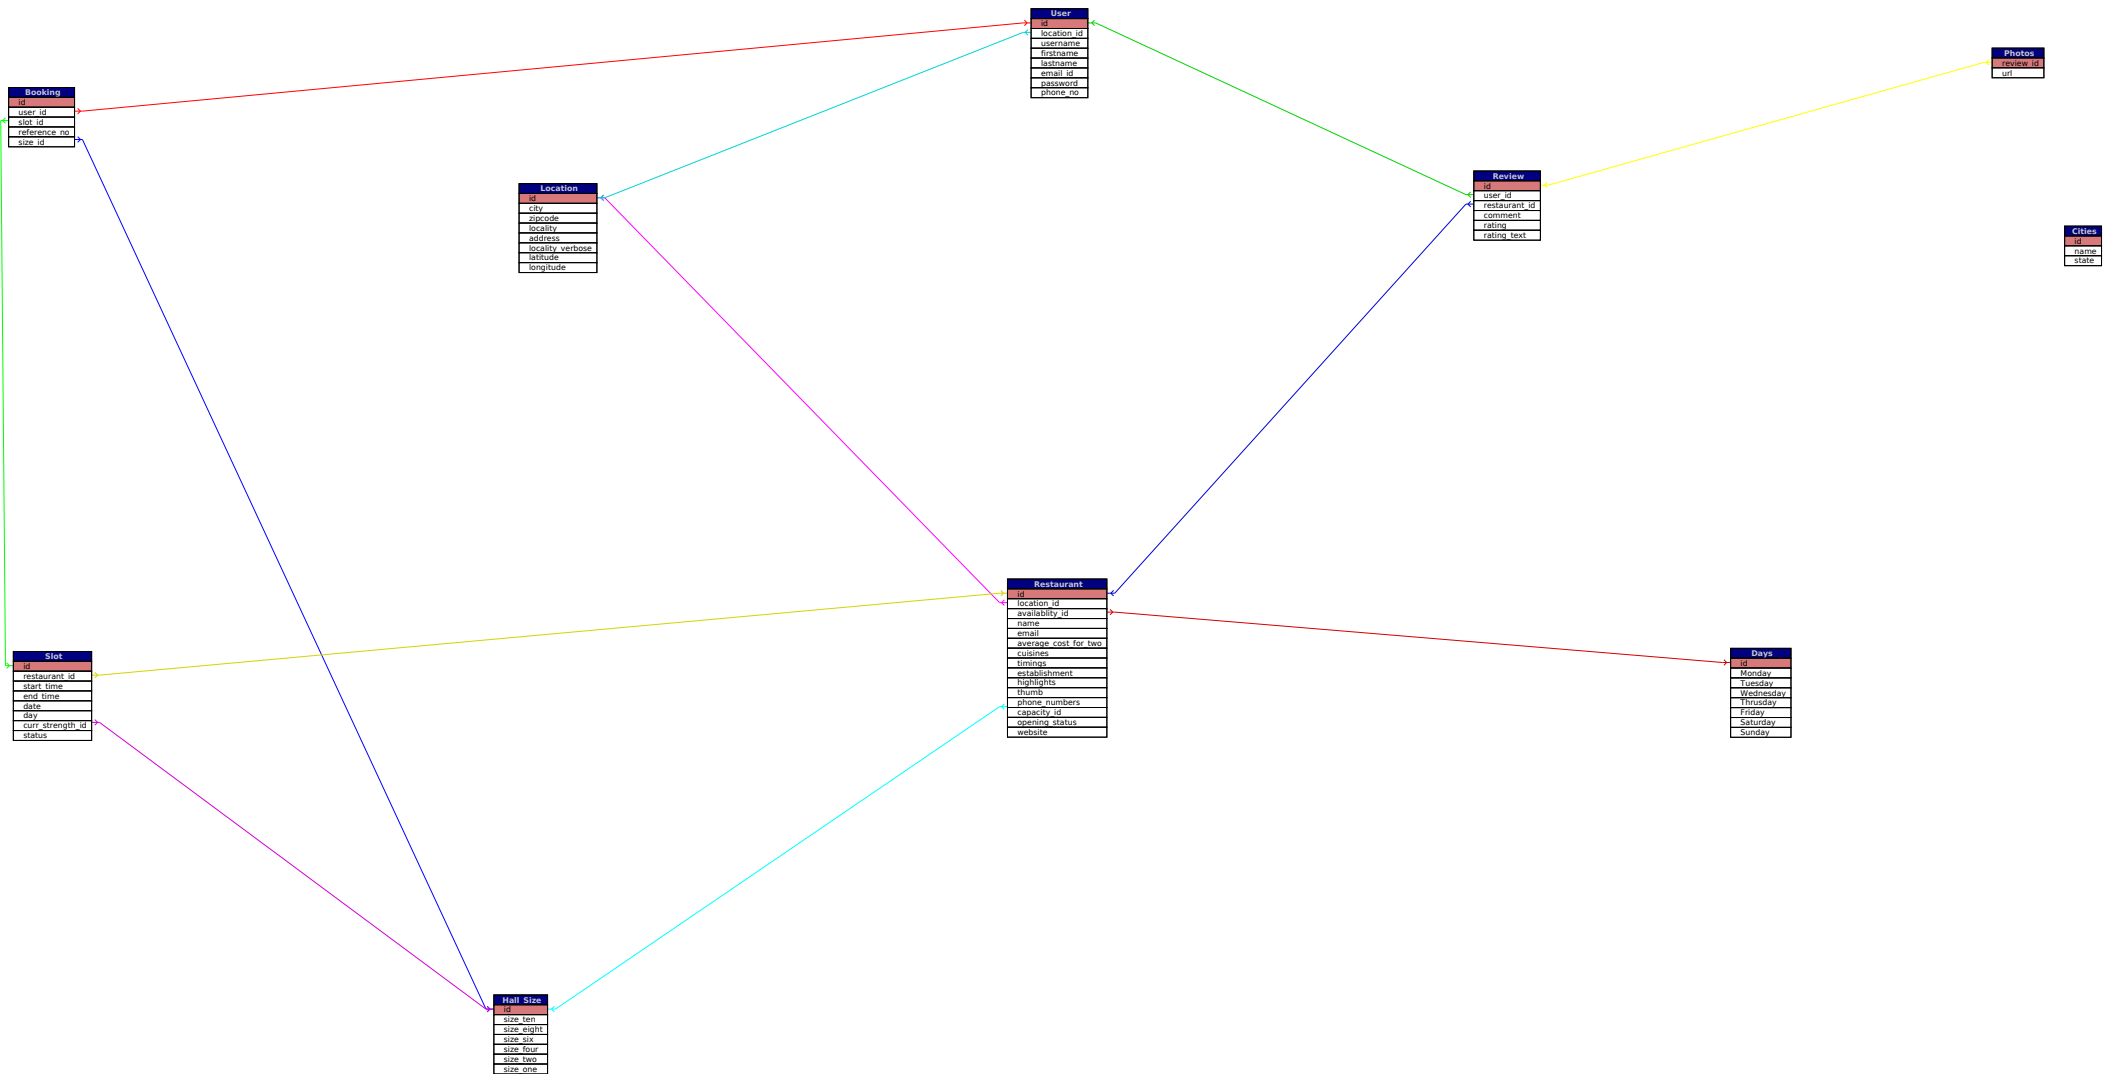 User
id
location_id
username
firstname
lastname
email_id
password
phone_no
Photos
review_id
url
Booking
id
user_id
slot_id
reference_no
size_id
Location
id
city
zipcode
locality
address
locality_verbose
latitude
longitude
Review
id
user_id
restaurant_id
comment
rating
rating_text
Cities
id
name
state
Restaurant
id
location_id
availablity_id
name
email
average_cost_for_two
cuisines
timings
establishment
highlights
thumb
phone_numbers
capacity_id
opening_status
website
Slot
id
restaurant_id
start_time
end_time
date
day
curr_strength_id
status
Days
id
Monday
Tuesday
Wednesday
Thrusday
Friday
Saturday
Sunday
Hall_Size
id
size_ten
size_eight
size_six
size_four
size_two
size_one